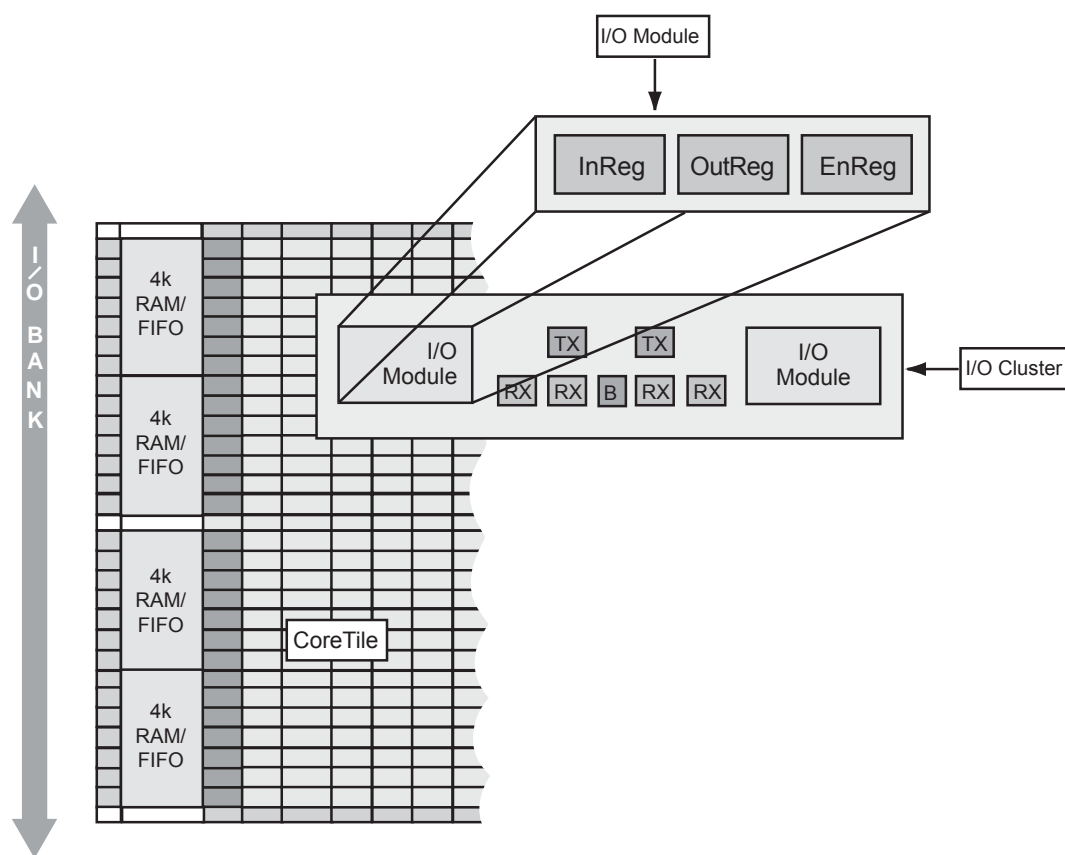 I/O Module
InReg
OutReg
EnReg
I/O BANK
4k
RAM/
FIFO
I/O
Module
TX
TX
RX
RX
B
RX
RX
I/O
Module
I/O Cluster
4k
RAM/
FIFO
4k
RAM/
FIFO
CoreTile
4k
RAM/
FIFO